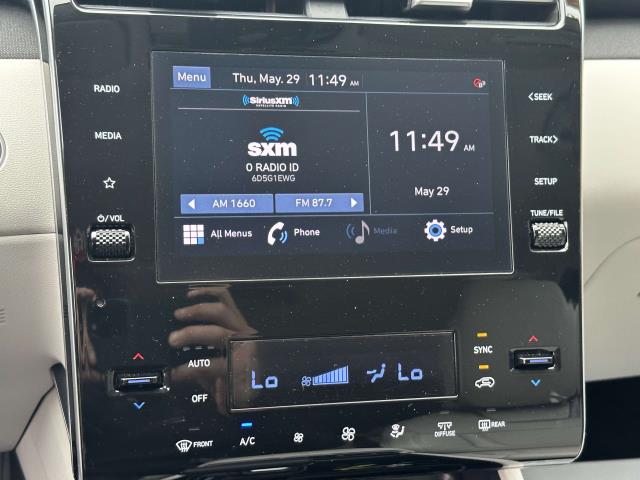 Menu Thu, May. 29 11:49 AM
RADIO
MEDIA
/VOL
SiriusXM
SATELLITE RADIO
sxm
0 RADIO ID
6D5G1EWG
AM 1660 FM 87.7
11:49 AM
May 29
All Menus Phone Media Setup
SEEK
TRACK
SETUP
TUNE/FILE
AUTO
OFF
Lo Lo
SYNC
FRONT A/C DIFFUSE REAR